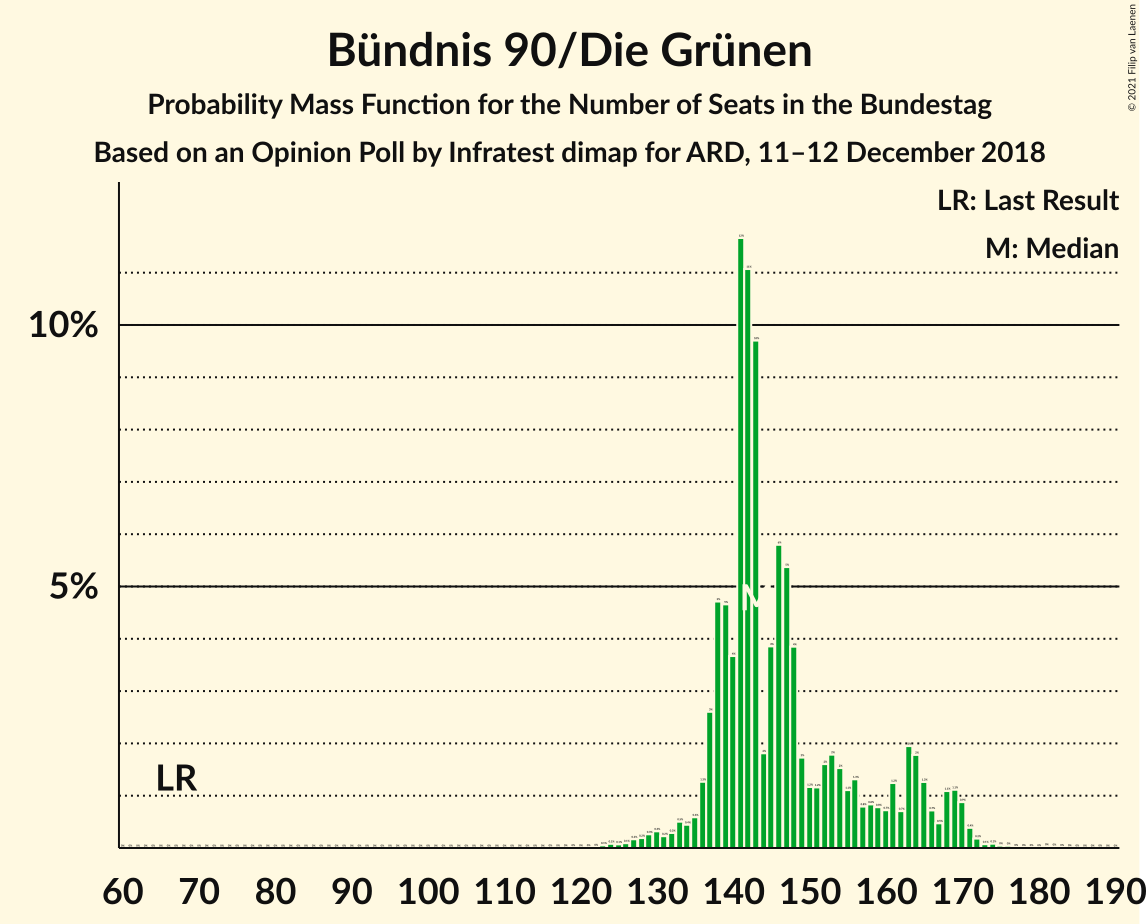 Bündnis 90/Die Grünen
Probability Mass Function for the Number of Seats in the Bundestag
Based on an Opinion Poll by Infratest dimap for ARD, 11–12 December 2018
© 2021 Filip van Laenen
LR: Last Result
M: Median
10%
5%
M
LR
60 70 80 90 100 110 120 130 140 150 160 170 180 190